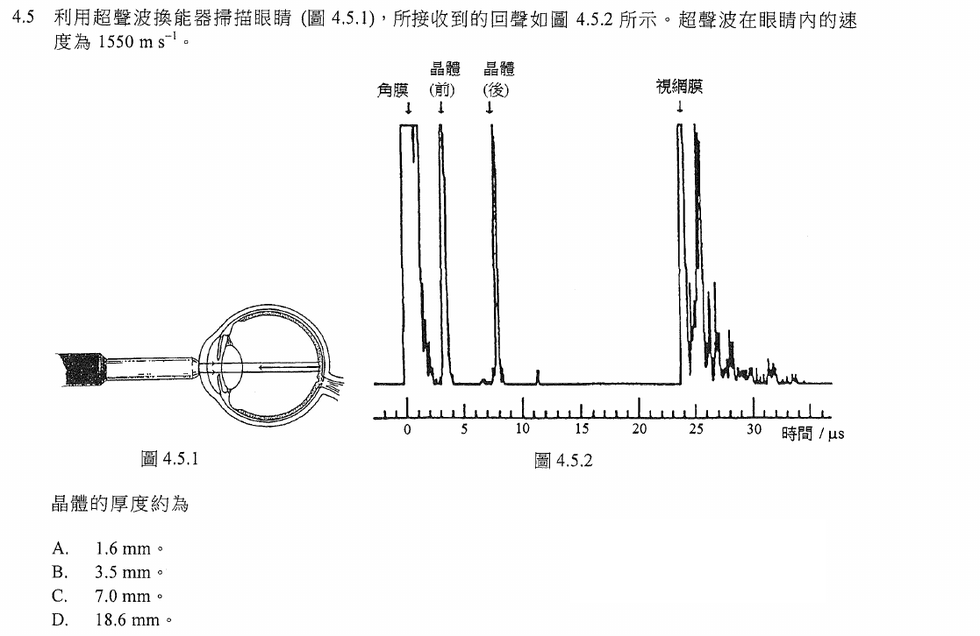 4.5 利用超聲波換能器掃描眼睛 (圖 4.5.1)，所接收到的回聲如圖 4.5.2 所示。超聲波在眼睛內的速
度為 1550 m s⁻¹。
晶體 晶體
角膜 (前) (後) 視網膜
0 5 10 15 20 25 30 時間 / μs
圖 4.5.1 圖 4.5.2
晶體的厚度約為
A. 1.6 mm。
B. 3.5 mm。
C. 7.0 mm。
D. 18.6 mm。